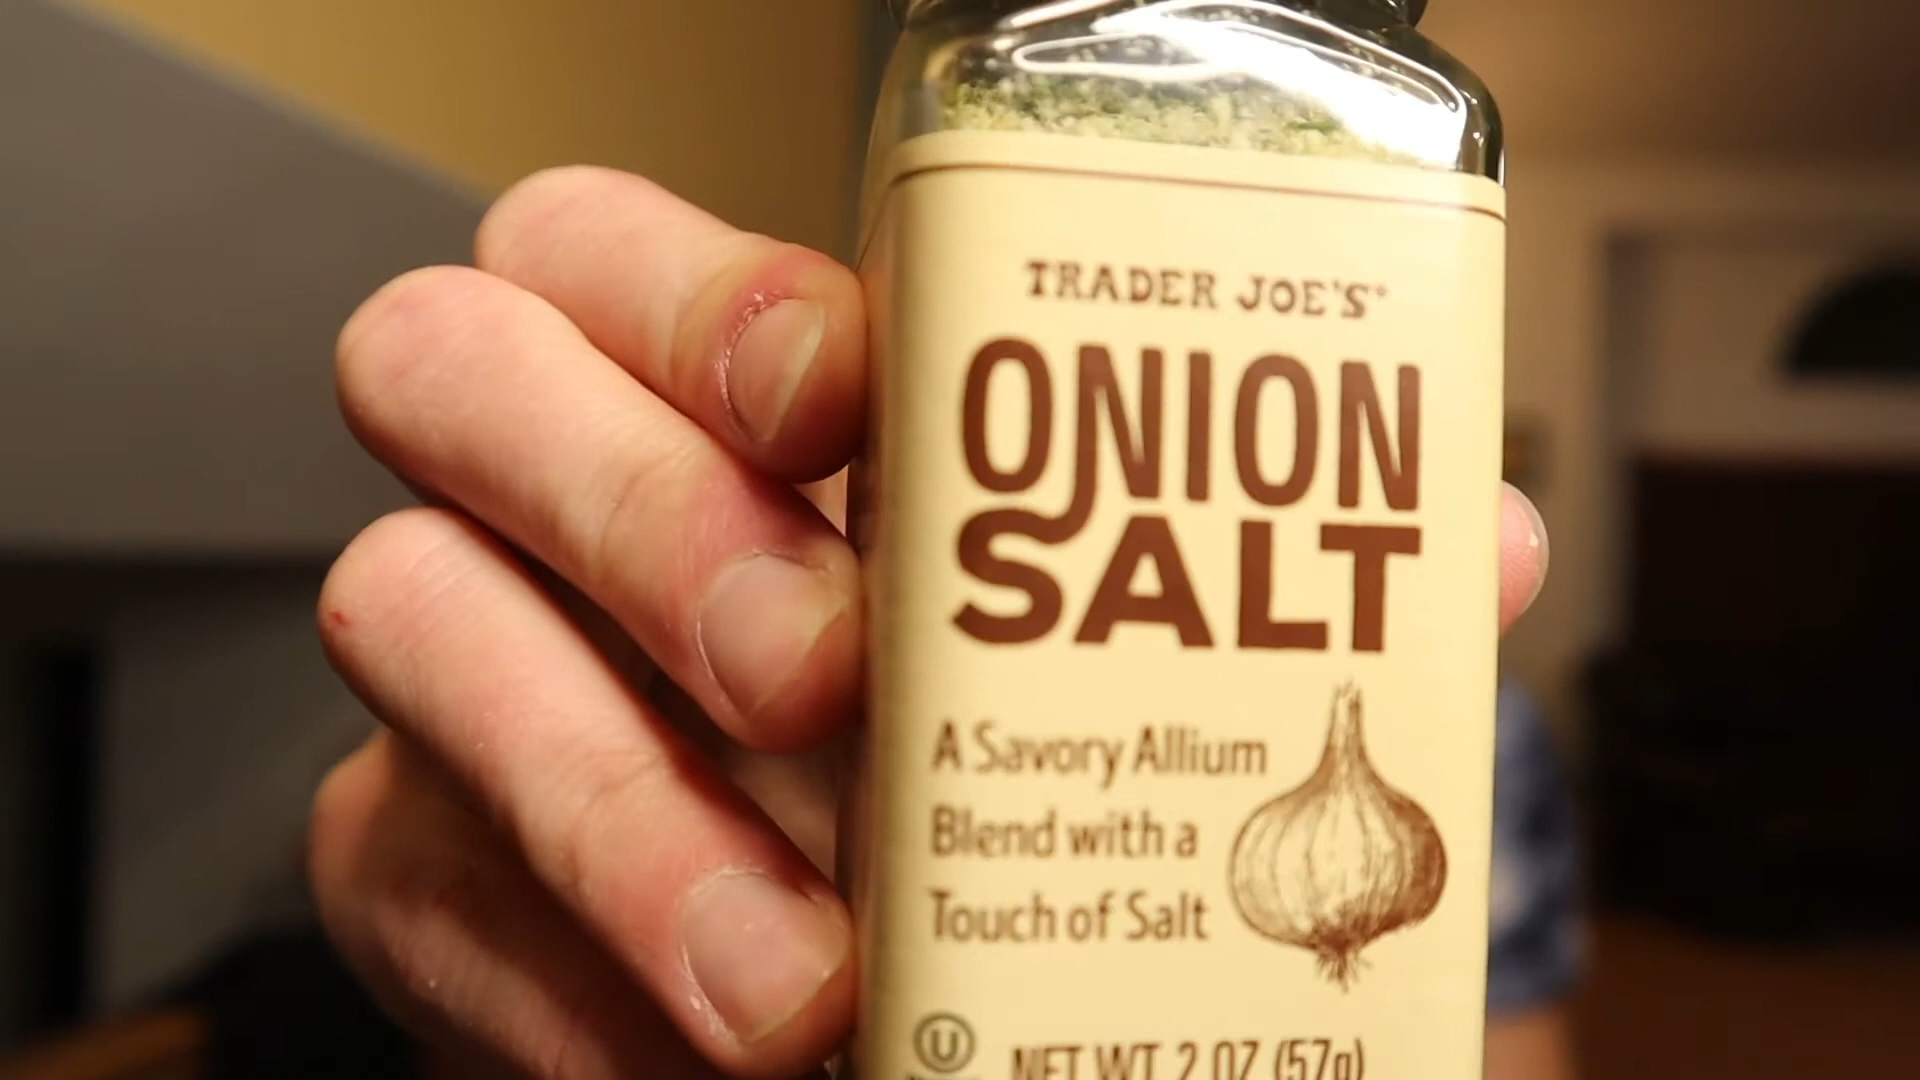 TRADER JOE'S
ONION
SALT
A Savory Allium
Blend with a
Touch of Salt
U
NET WT. 2 OZ (57g)